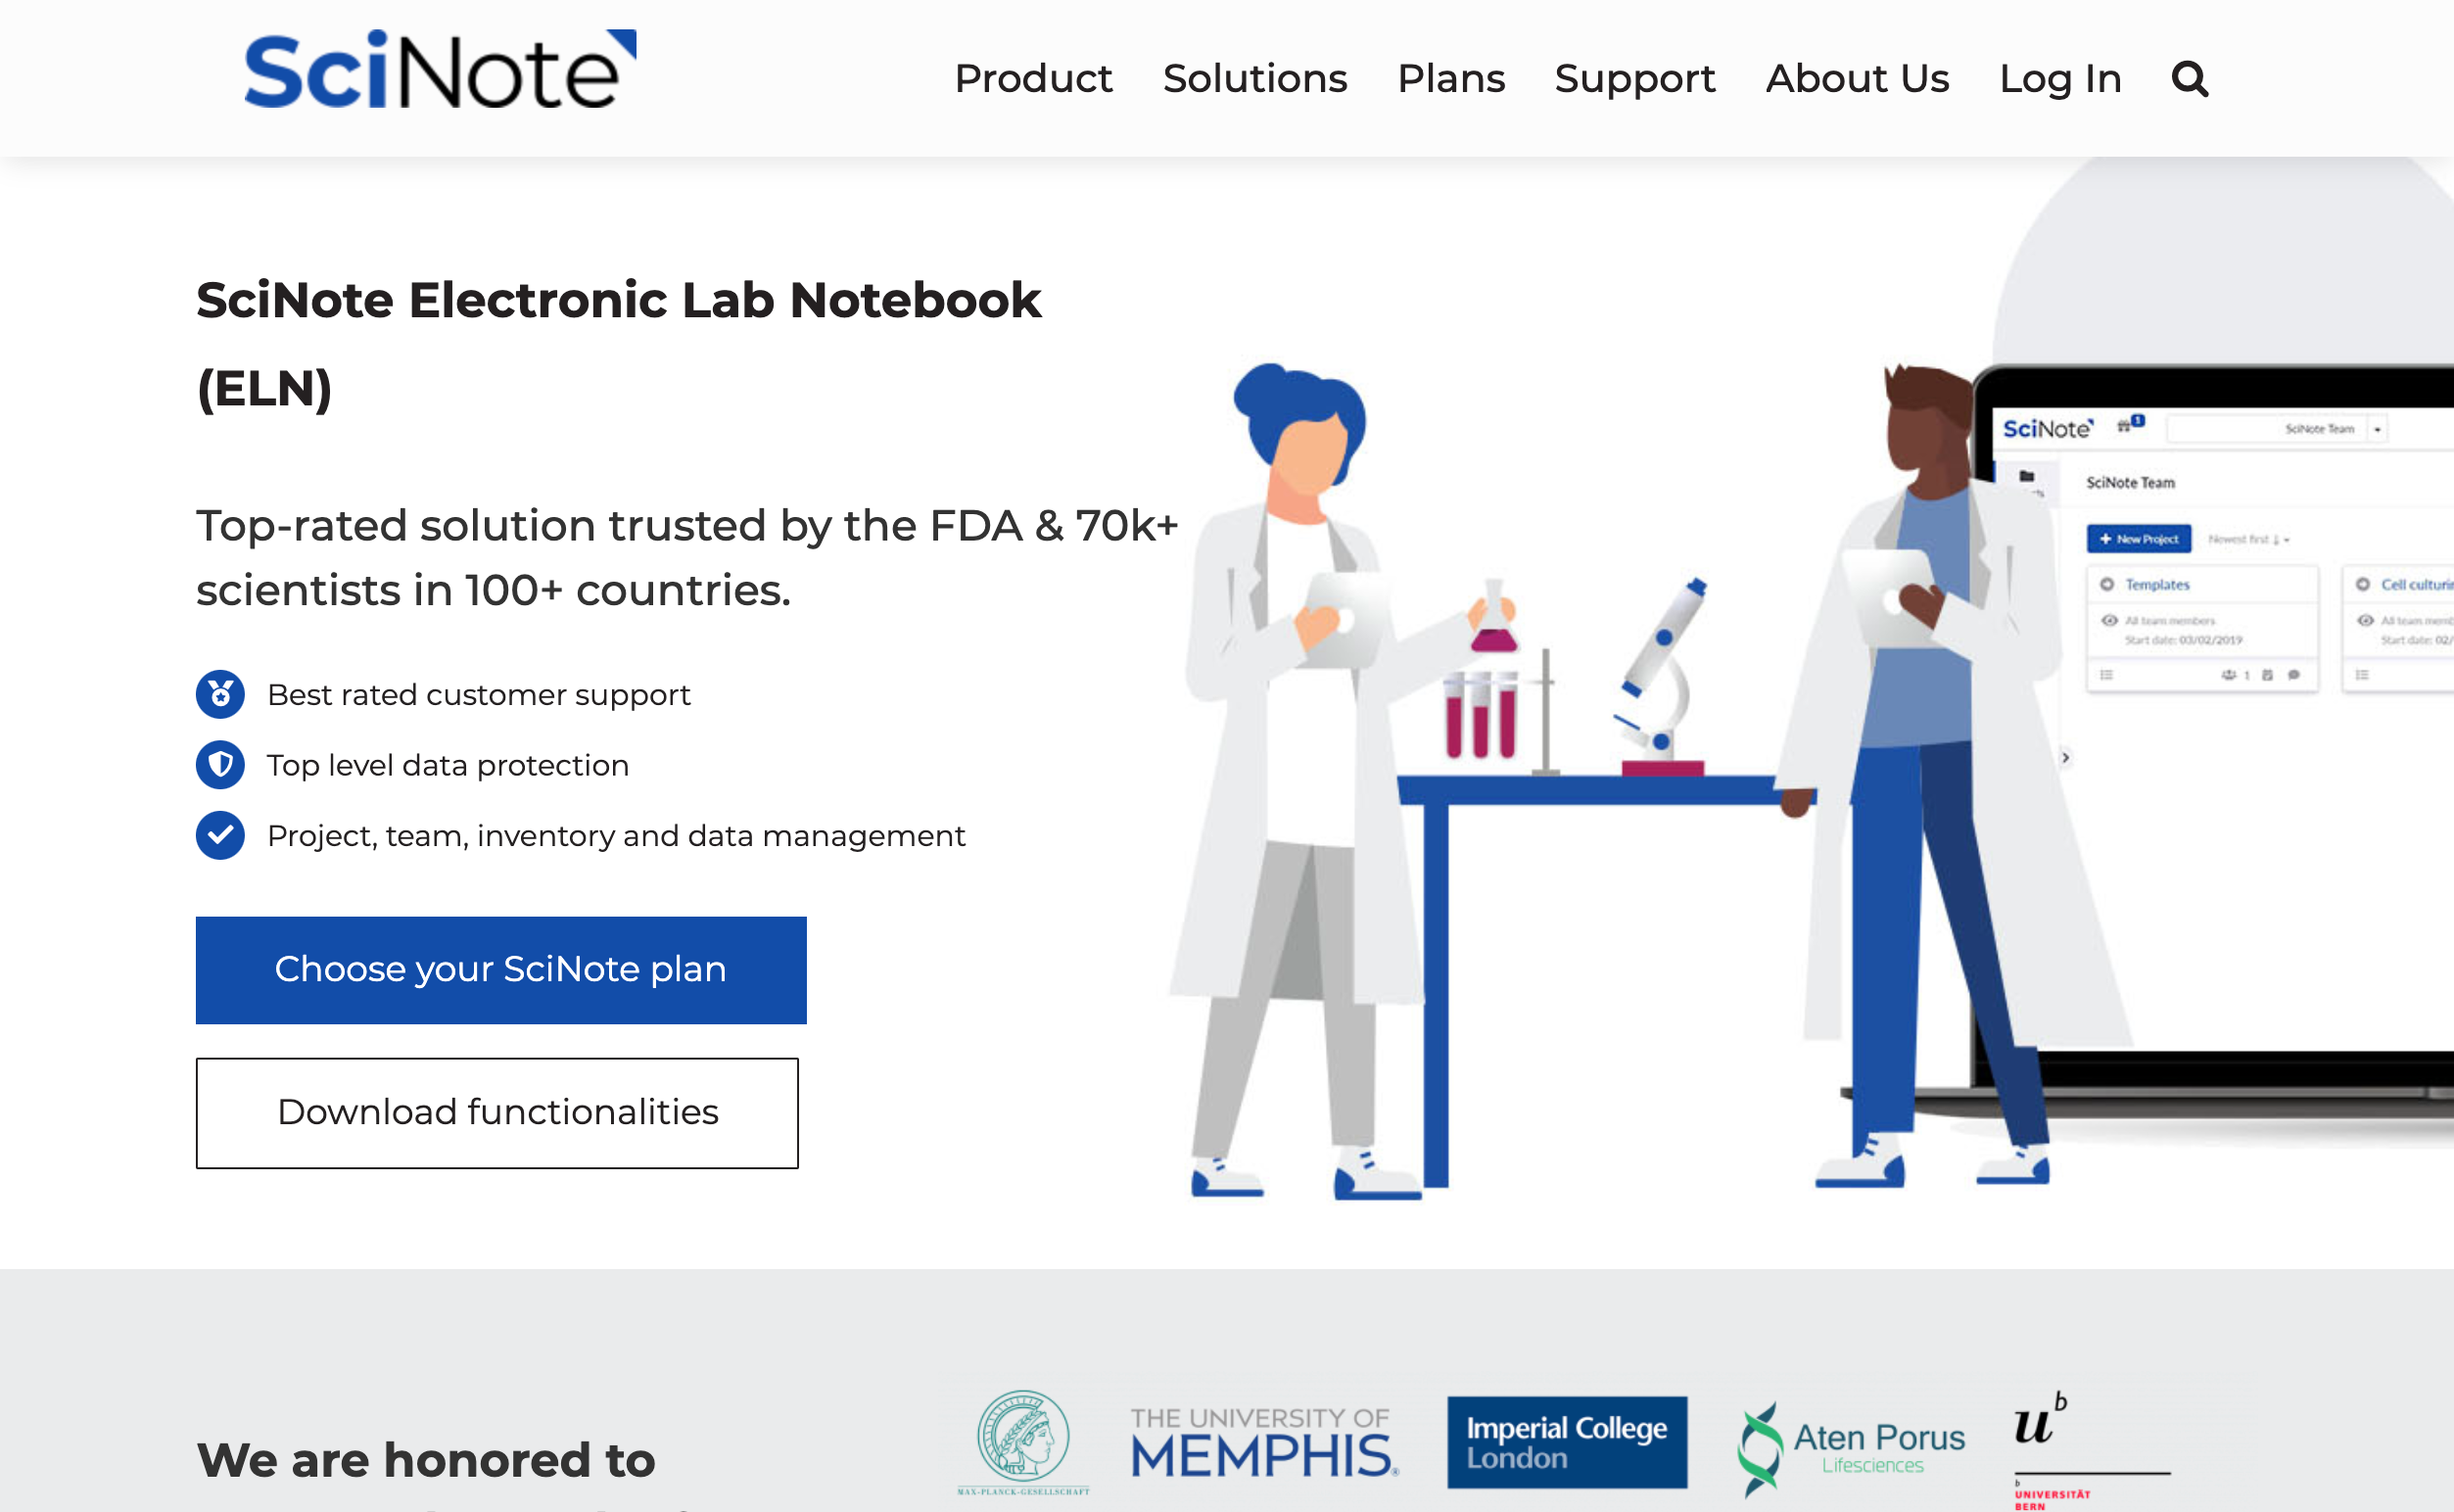 SciNote
Product Solutions Plans Support About Us Log In
SciNote Electronic Lab Notebook
(ELN)
Top-rated solution trusted by the FDA & 70k+
scientists in 100+ countries.
Best rated customer support
Top level data protection
Project, team, inventory and data management
Choose your SciNote plan
Download functionalities
SciNote 1 SciNote Team
SciNote Team
+ New Project Newest first
Templates
All team members
Start date: 03/02/2019
1
Cell
All team
Start date: 02/
We are honored to
MAX-PLANCK-GESELLSCHAFT
THE UNIVERSITY OF
MEMPHIS®
Imperial College
London
Aten Porus
Lifesciences
u b
b
UNIVERSITÄT
BERN